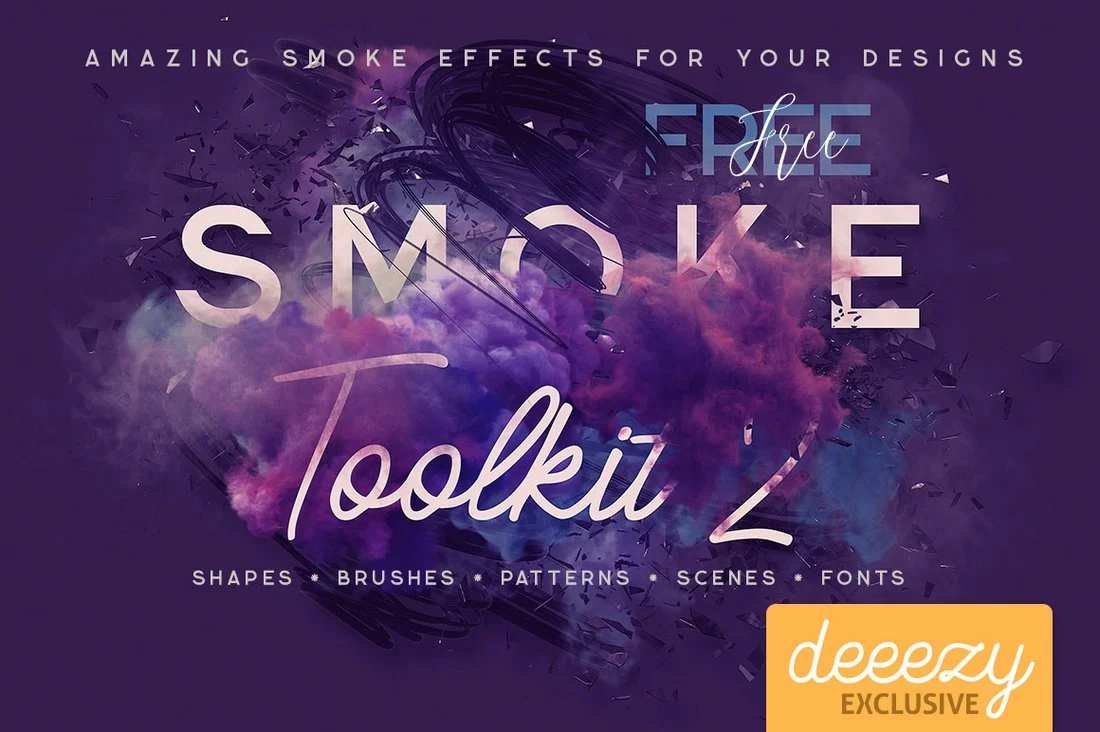 AMAZING SMOKE EFFECTS FOR YOUR DESIGNS
FREE
Free
SMOKE
Toolkit 2
SHAPES * BRUSHES * PATTERNS * SCENES * FONTS
deeezy
EXCLUSIVE